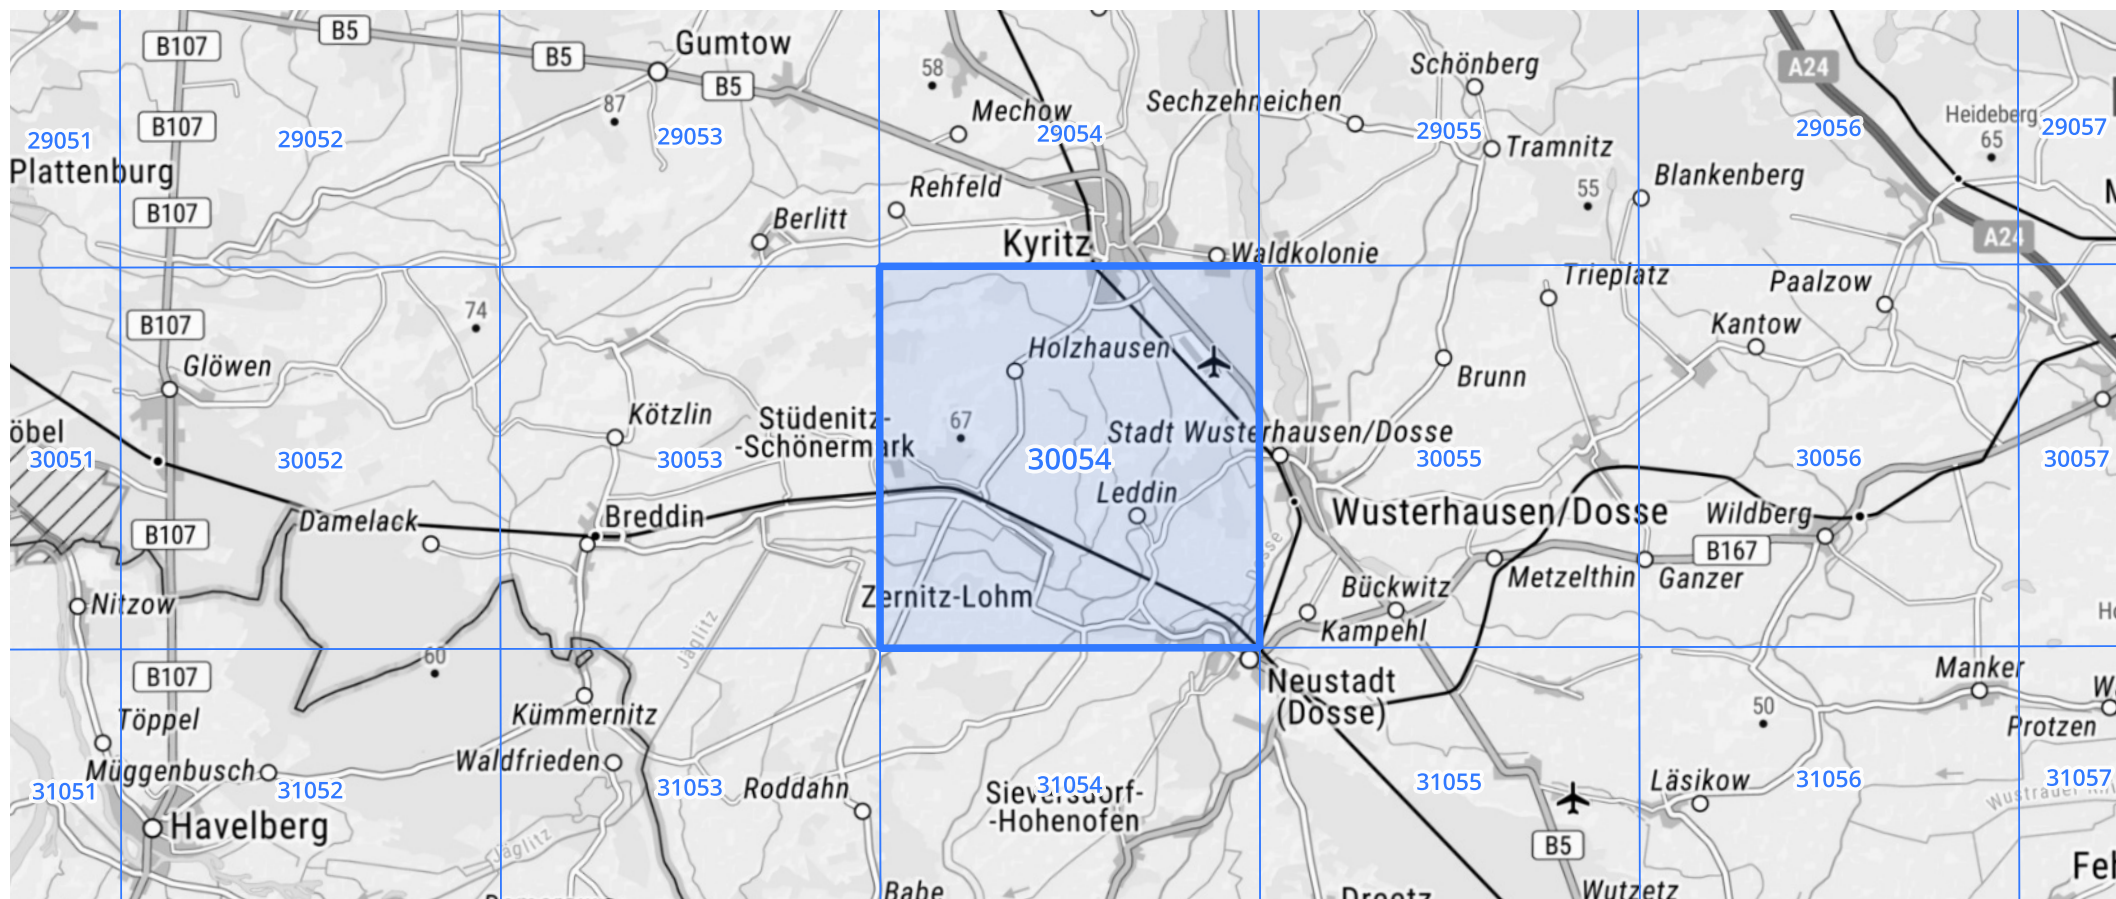 B5
B107
Gumtow
B5
B5
58
Schönberg
A24
87
Mechow
Sechzehneichen
Heideberg
65
B107
29051
29052
29053
29054
29055
29056
29057
Plattenburg
Tramnitz
Rehfeld
55
Blankenberg
B107
Berlitt
Kyritz
Waldkolonie
A24
Trieplatz
Paalzow
74
B107
Kantow
Glöwen
Holzhausen
Brunn
Kötzlin
Stüdenitz-
-Schönermark
67
Stadt Wusterhausen/Dosse
öbel
30051
30052
30053
30054
30055
30056
30057
Leddin
Damelack
Breddin
Wusterhausen/Dosse
Wildberg
B107
B167
Metzelthin
Ganzer
Bückwitz
Nitzow
Zernitz-Lohm
Kampehl
Jäglitz
60
B107
Neustadt
(Dosse)
Manker
Töppel
Kümmernitz
50
Protzen
Müggenbusch
Waldfrieden
Roddahn
Läsikow
31051
31052
31053
31054
31055
31056
31057
Sieversdorf-
-Hohenofen
Havelberg
Jäglitz
B5
Babe
Wutzetz